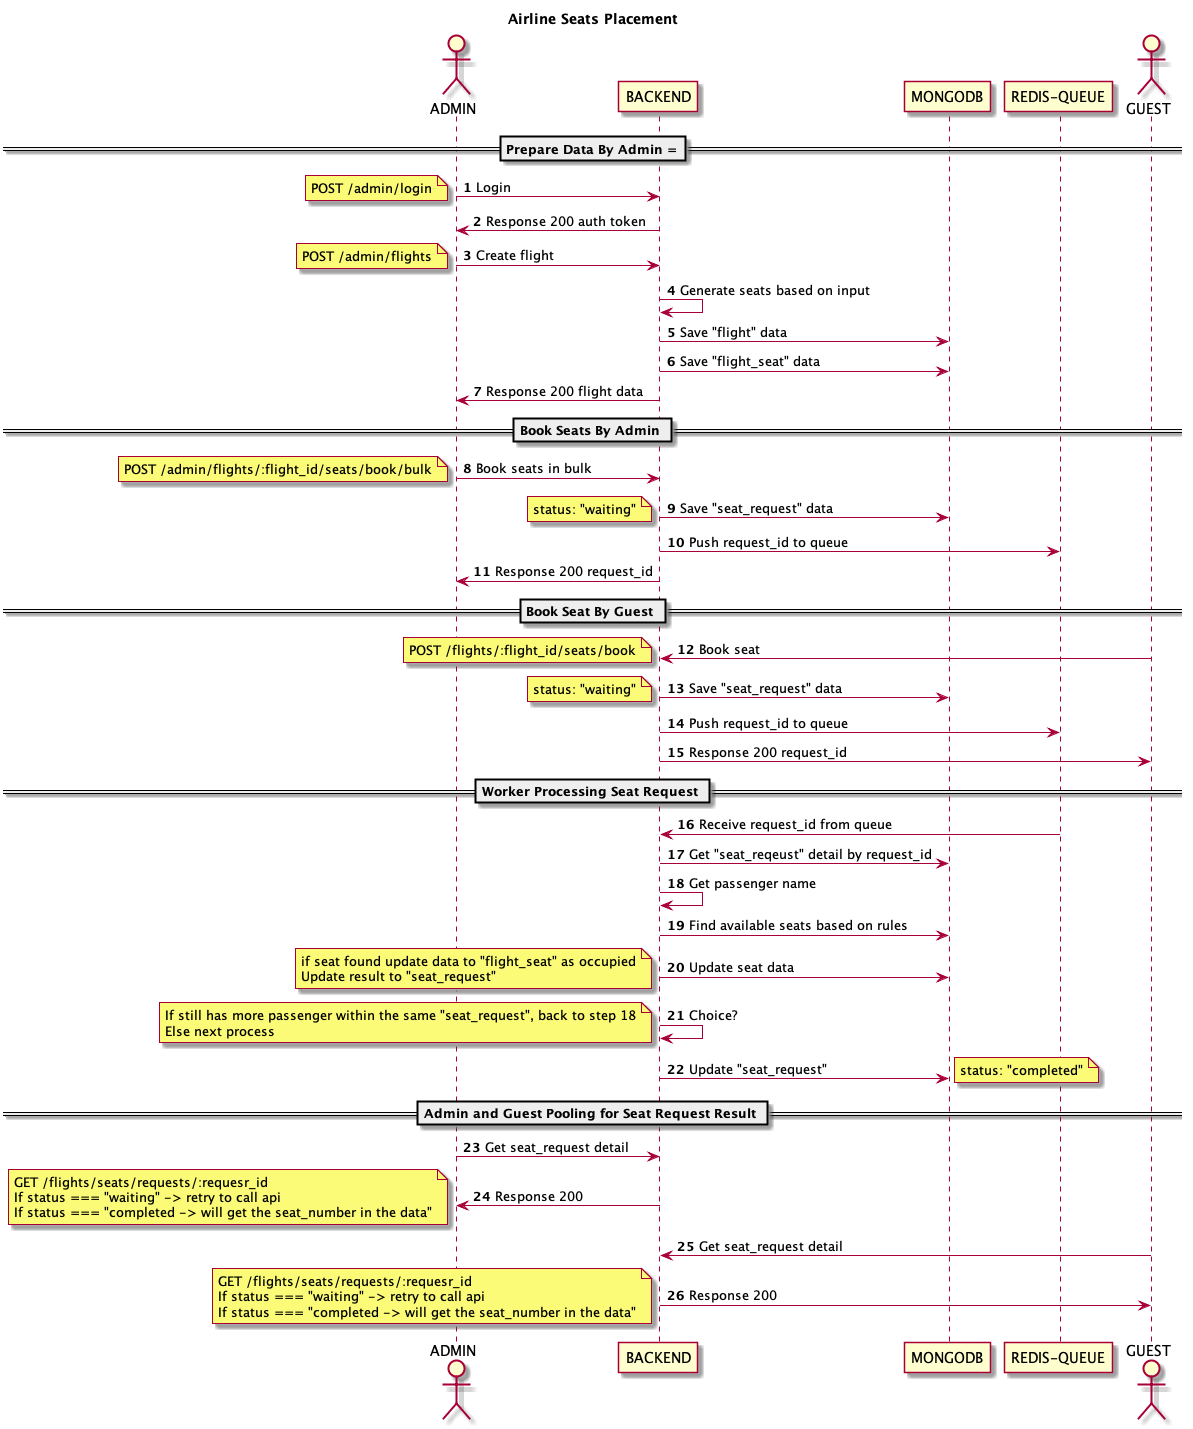 Airline Seats Placement
ADMIN
BACKEND
MONGODB
REDIS-QUEUE
GUEST
Prepare Data By Admin =
POST /admin/login
1 Login
2 Response 200 auth token
POST /admin/flights
3 Create flight
4 Generate seats based on input
5 Save "flight" data
6 Save "flight_seat" data
7 Response 200 flight data
Book Seats By Admin
POST /admin/flights/:flight_id/seats/book/bulk
8 Book seats in bulk
status: "waiting"
9 Save "seat_request" data
10 Push request_id to queue
11 Response 200 request_id
Book Seat By Guest
POST /flights/:flight_id/seats/book
12 Book seat
status: "waiting"
13 Save "seat_request" data
14 Push request_id to queue
15 Response 200 request_id
Worker Processing Seat Request
16 Receive request_id from queue
17 Get "seat_reqeust" detail by request_id
18 Get passenger name
19 Find available seats based on rules
if seat found update data to "flight_seat" as occupied
Update result to "seat_request"
20 Update seat data
If still has more passenger within the same "seat_request", back to step 18
Else next process
21 Choice?
22 Update "seat_request"
status: "completed"
Admin and Guest Pooling for Seat Request Result
23 Get seat_request detail
GET /flights/seats/requests/:requesr_id
If status === "waiting" -> retry to call api
If status === "completed -> will get the seat_number in the data"
24 Response 200
25 Get seat_request detail
GET /flights/seats/requests/:requesr_id
If status === "waiting" -> retry to call api
If status === "completed -> will get the seat_number in the data"
26 Response 200
ADMIN
BACKEND
MONGODB
REDIS-QUEUE
GUEST